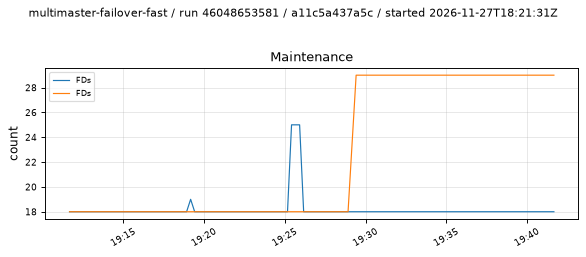 multimaster-failover-fast / run 46048653581 / a11c5a437a5c / started 2026-11-27T18:21:31Z
Maintenance
FDs
FDs
count
28
26
24
22
20
18
19:15
19:20
19:25
19:30
19:35
19:40